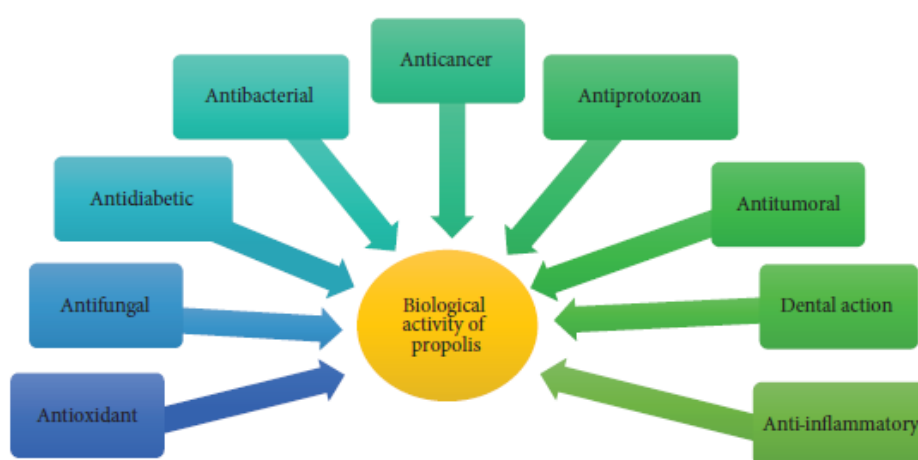 Anticancer
Antibacterial
Antiprotozoan
Antidiabetic
Antitumoral
Antifungal
Biological
activity of
propolis
Dental action
Antioxidant
Anti-inflammatory